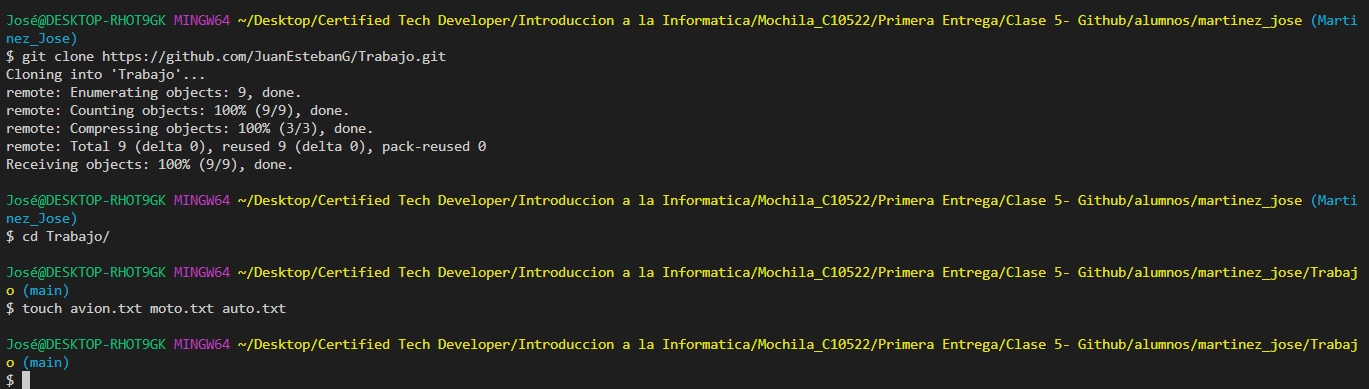 José@DESKTOP-RHOT9GK MINGW64 ~/Desktop/Certified Tech Developer/Introduccion a la Informatica/Mochila_C10522/Primera Entrega/Clase 5- Github/alumnos/martinez_jose (Marti
nez_Jose)
$ git clone https://github.com/JuanEstebanG/Trabajo.git
Cloning into 'Trabajo'...
remote: Enumerating objects: 9, done.
remote: Counting objects: 100% (9/9), done.
remote: Compressing objects: 100% (3/3), done.
remote: Total 9 (delta 0), reused 9 (delta 0), pack-reused 0
Receiving objects: 100% (9/9), done.
José@DESKTOP-RHOT9GK MINGW64 ~/Desktop/Certified Tech Developer/Introduccion a la Informatica/Mochila_C10522/Primera Entrega/Clase 5- Github/alumnos/martinez_jose (Marti
nez_Jose)
$ cd Trabajo/
José@DESKTOP-RHOT9GK MINGW64 ~/Desktop/Certified Tech Developer/Introduccion a la Informatica/Mochila_C10522/Primera Entrega/Clase 5- Github/alumnos/martinez_jose/Trabaj
o (main)
$ touch avion.txt moto.txt auto.txt
José@DESKTOP-RHOT9GK MINGW64 ~/Desktop/Certified Tech Developer/Introduccion a la Informatica/Mochila_C10522/Primera Entrega/Clase 5- Github/alumnos/martinez_jose/Trabaj
o (main)
$